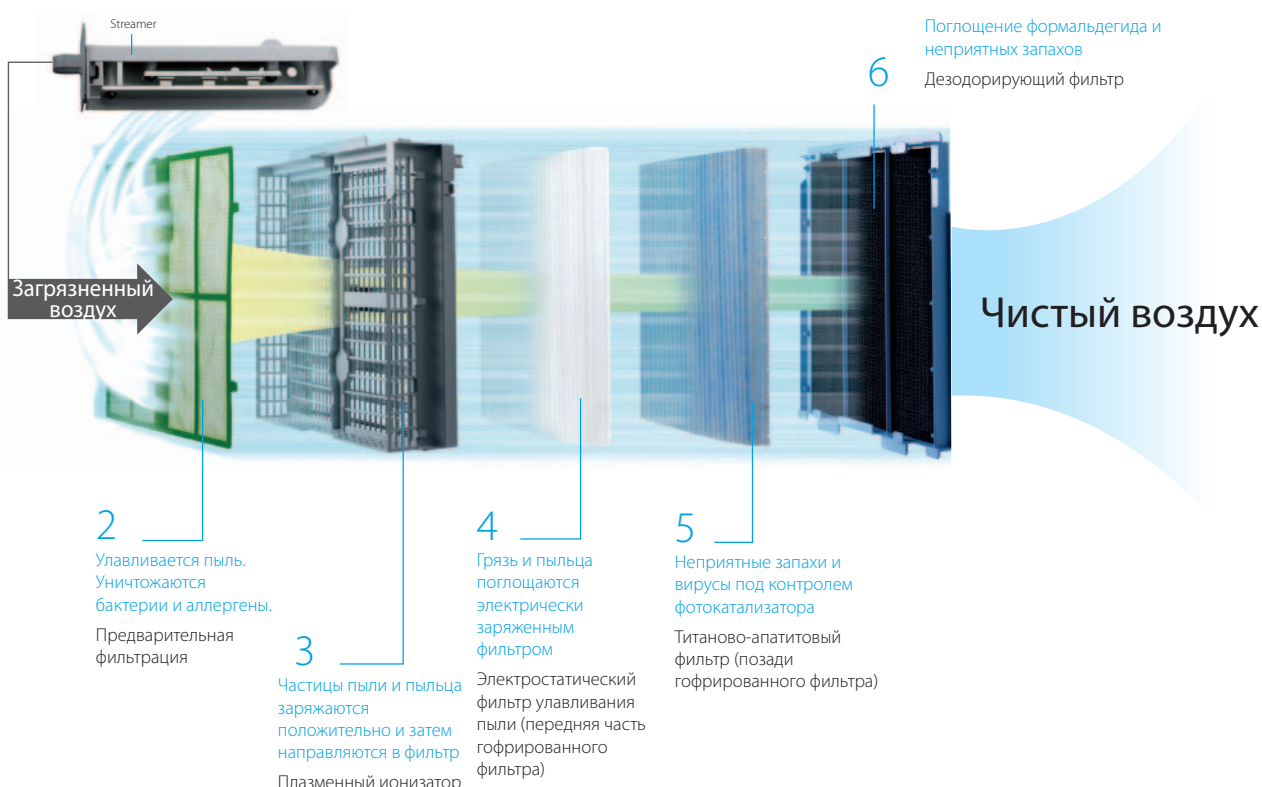 Streamer
6
Поглощение формальдегида и
неприятных запахов
Дезодорирующий фильтр
Загрязненный
воздух
Чистый воздух
2
Улавливается пыль.
Уничтожаются
бактерии и аллергены.
Предварительная
фильтрация
3
Частицы пыли и пыльца
заряжаются
положительно и затем
направляются в фильтр
Плазменный ионизатор
4
Грязь и пыльца
поглощаются
электрически
заряженным
фильтром
Электростатический
фильтр улавливания
пыли (передняя часть
гофрированного
фильтра)
5
Неприятные запахи и
вирусы под контролем
фотокатализатора
Титаново-апатитовый
фильтр (позади
гофрированного фильтра)